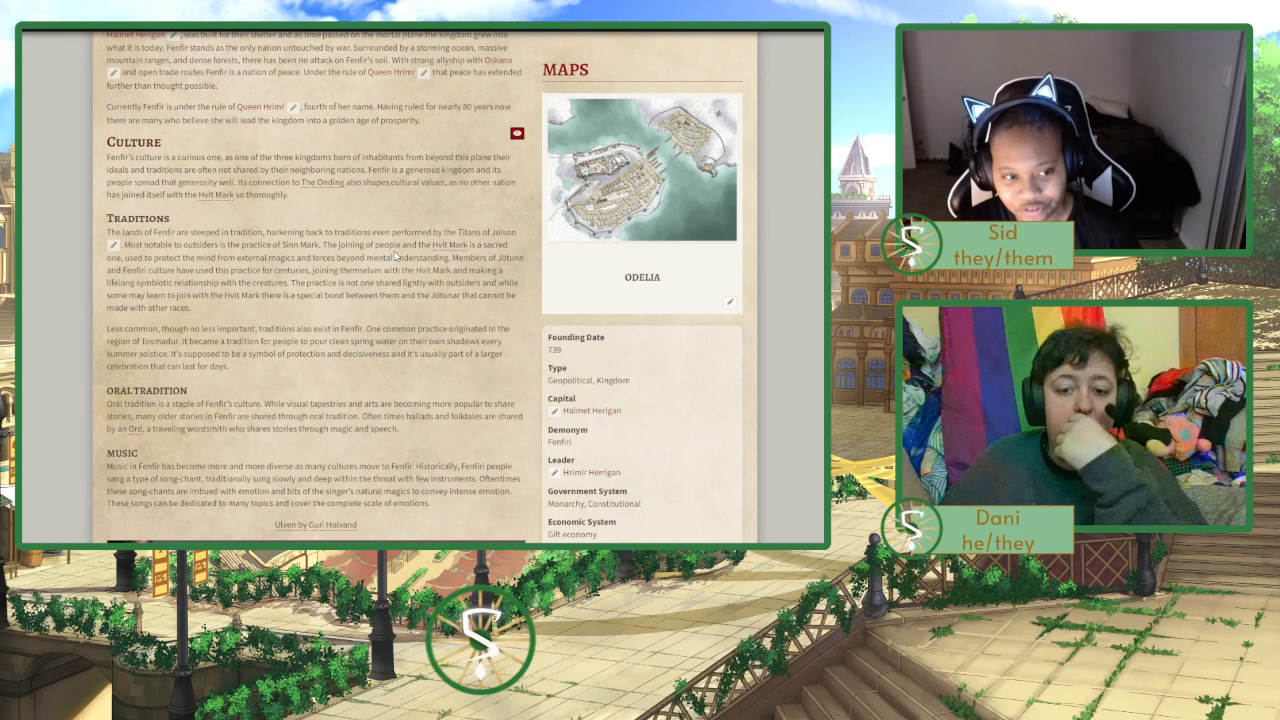 Halmet Herigan , was built for their shelter and as time passed on the mortal plane the kingdom grew into
what it is today. Fenfir stands as the only nation untouched by war. Surrounded by a storming ocean, massive
mountain ranges, and dense forests, there has been no attack on Fenfir's soil. With strong allyship with Oskana
and open trade routes Fenfir is a nation of peace. Under the rule of Queen Hrimr that peace has extended
further than thought possible.
Currently Fenfir is under the rule of Queen Hrimr , fourth of her name. Having ruled for nearly 80 years now
there are many who believe she will lead the kingdom into a golden age of prosperity.
CULTURE
Fenfir's culture is a curious one, as one of the three kingdoms born of inhabitants from beyond this plane their
ideals and traditions are often not shared by their neighboring nations. Fenfir is a generous kingdom and its
people spread that generosity well. Its connection to The Onding also shapes cultural values, as no other nation
has joined itself with the Hvit Mark so thoroughly.
TRADITIONS
The lands of Fenfir are steeped in tradition, harkening back to traditions even performed by the Titans of Jolson
. Most notable to outsiders is the practice of Sinn Mark. The joining of people and the Hvit Mark is a sacred
one, used to protect the mind from external magics and forces beyond mental understanding. Members of Jötunn
and Fenfiri culture have used this practice for centuries, joining themselves with the Hvit Mark and making a
lifelong symbiotic relationship with the creatures. The practice is not one shared lightly with outsiders and while
some may learn to join with the Hvit Mark there is a special bond between them and the Jötunar that cannot be
made with other races.
Less common, though no less important, traditions also exist in Fenfir. One common practice originated in the
region of Tosmadur. It became a tradition for people to pour clean spring water on their own shadows every
summer solstice. It's supposed to be a symbol of protection and decisiveness and it's usually part of a larger
celebration that can last for days.
ORAL TRADITION
Oral tradition is a staple of Fenfir's culture. While visual tapestries and arts are becoming more popular to share
stories, many older stories in Fenfir are shared through oral tradition. Often times ballads and folktales are shared
by an Ord, a traveling wordsmith who shares stories through magic and speech.
MUSIC
Music in Fenfir has become more and more diverse as many cultures move to Fenfir. Historically, Fenfiri people
sang a type of song-chant, traditionally sung slowly and deep within the throat with few instruments. Oftentimes
these song-chants are imbued with emotion and bits of the singer's natural magics to convey intense emotion.
These songs can be dedicated to many topics and cover the complete scale of emotions.
Ulven by Guri Holvand
MAPS
ODELIA
Founding Date
739
Type
Geopolitical, Kingdom
Capital
Halmet Herigan
Demonym
Fenfiri
Leader
Hrimir Herrigan
Government System
Monarchy, Constitutional
Economic System
Gift economy
Sid
they/them
Dani
he/they
S